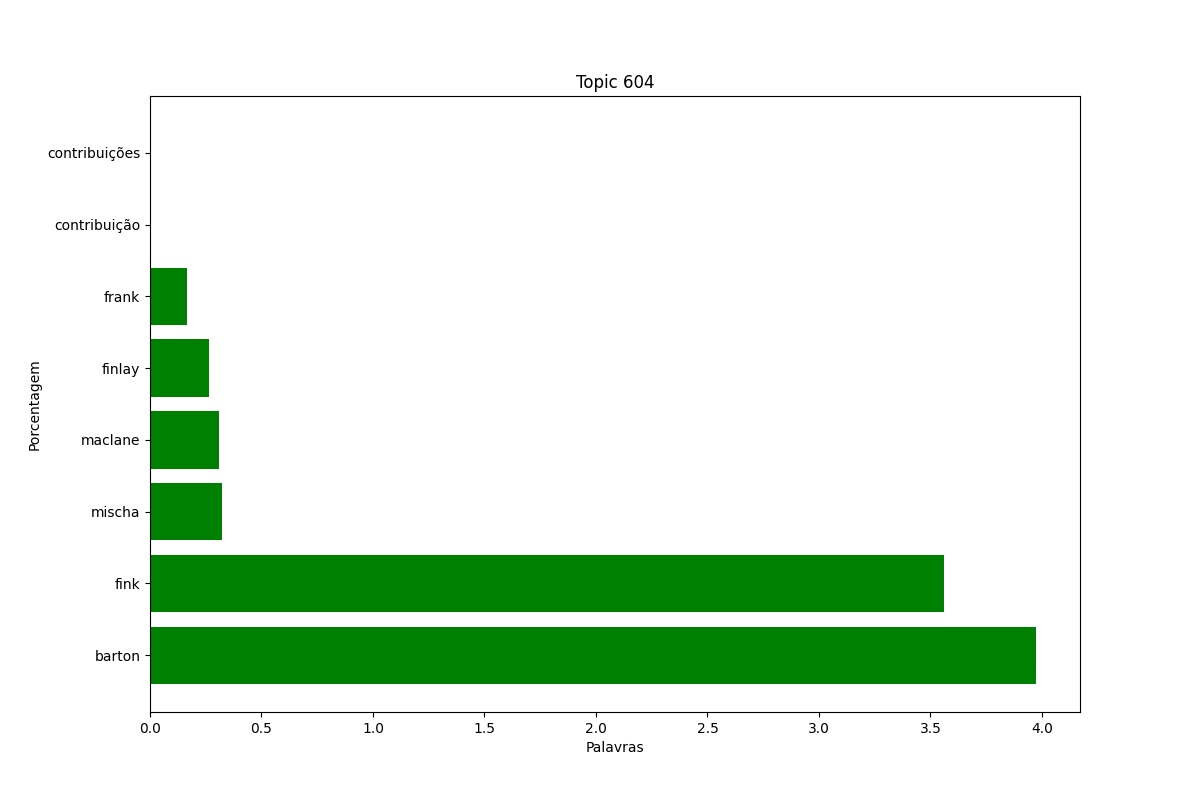 Topic 604
contribuições
contribuição
frank
finlay
maclane
mischa
fink
barton
Porcentagem
0.0 0.5 1.0 1.5 2.0 2.5 3.0 3.5 4.0
Palavras